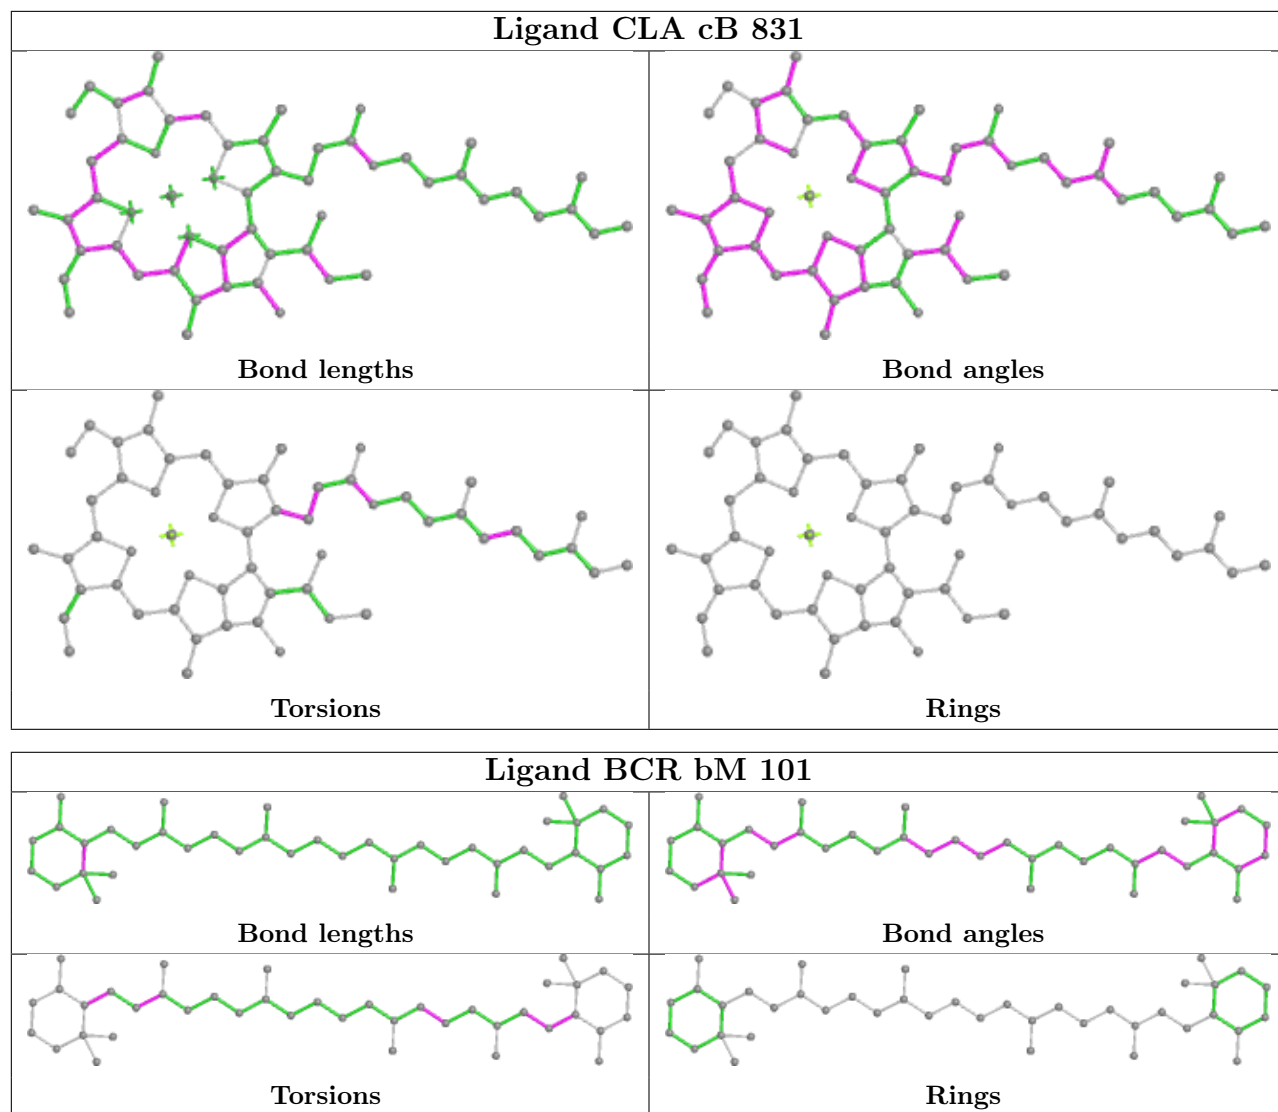 Ligand CLA cB 831
Bond lengths
Bond angles
Torsions
Rings
Ligand BCR bM 101
Bond lengths
Bond angles
Torsions
Rings